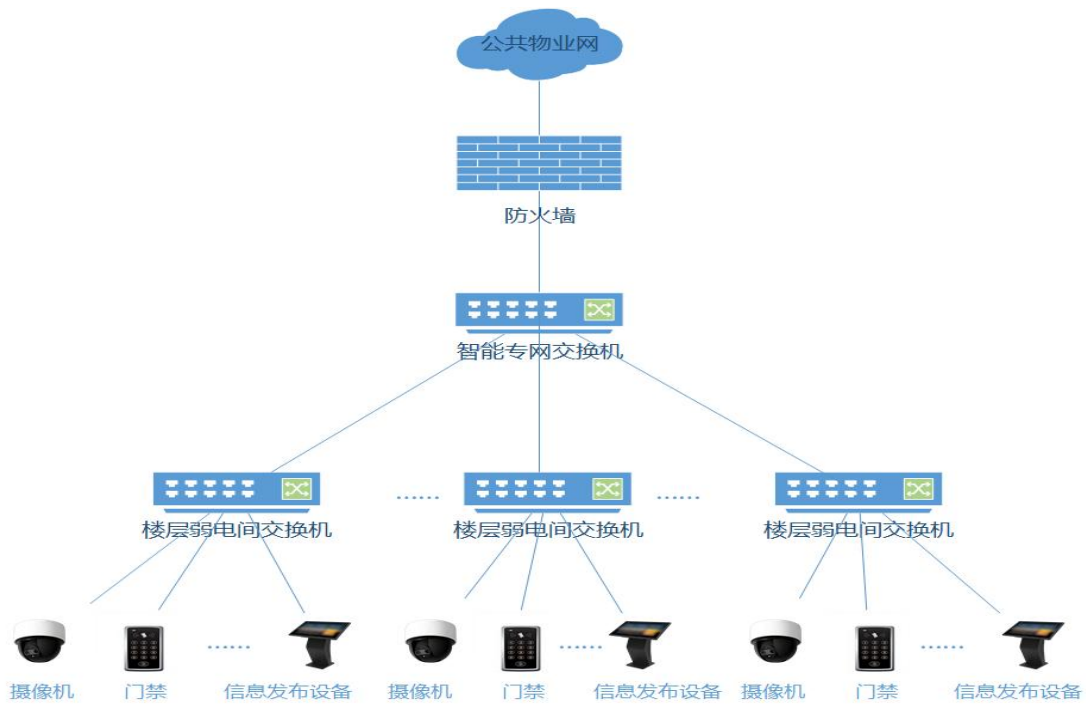 公共物业网
防火墙
智能专网交换机
...... ......
楼层弱电间交换机 楼层弱电间交换机 楼层弱电间交换机
...... ...... ......
摄像机 门禁 信息发布设备 摄像机 门禁 信息发布设备 摄像机 门禁 信息发布设备